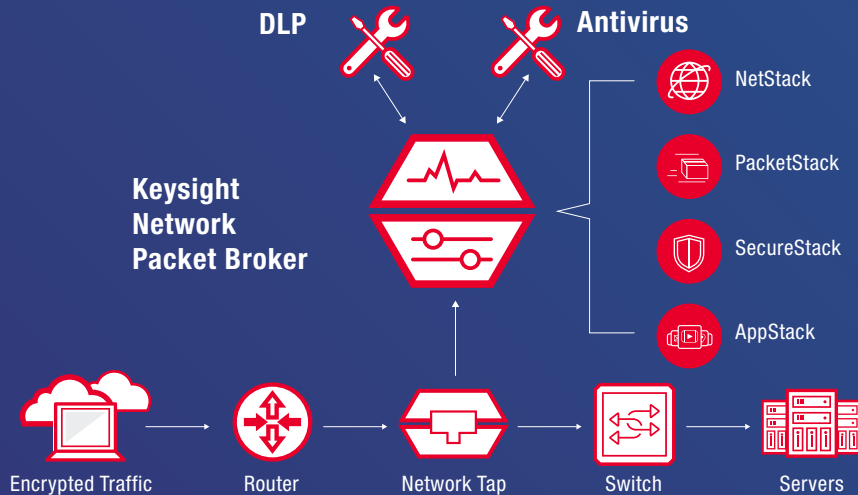 DLP
Antivirus
NetStack
Keysight
Network
Packet Broker
PacketStack
SecureStack
AppStack
Encrypted Traffic
Router
Network Tap
Switch
Servers